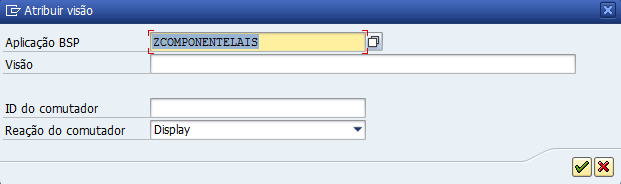 Atribuir visão
Aplicação BSP ZCOMPONENTELAIS
Visão
ID do comutador
Reação do comutador Display